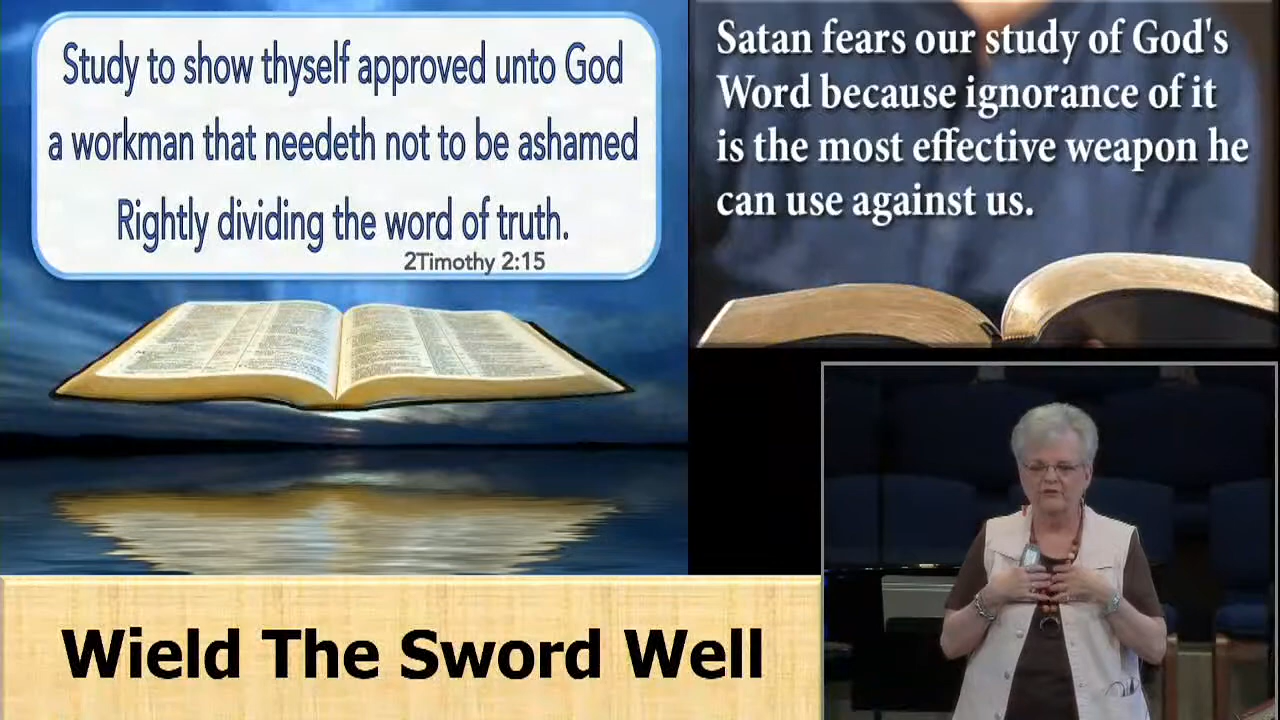 Study to show thyself approved unto God
a workman that needeth not to be ashamed
Rightly dividing the word of truth.
2Timothy 2:15
Satan fears our study of God's
Word because ignorance of it
is the most effective weapon he
can use against us.
Wield The Sword Well